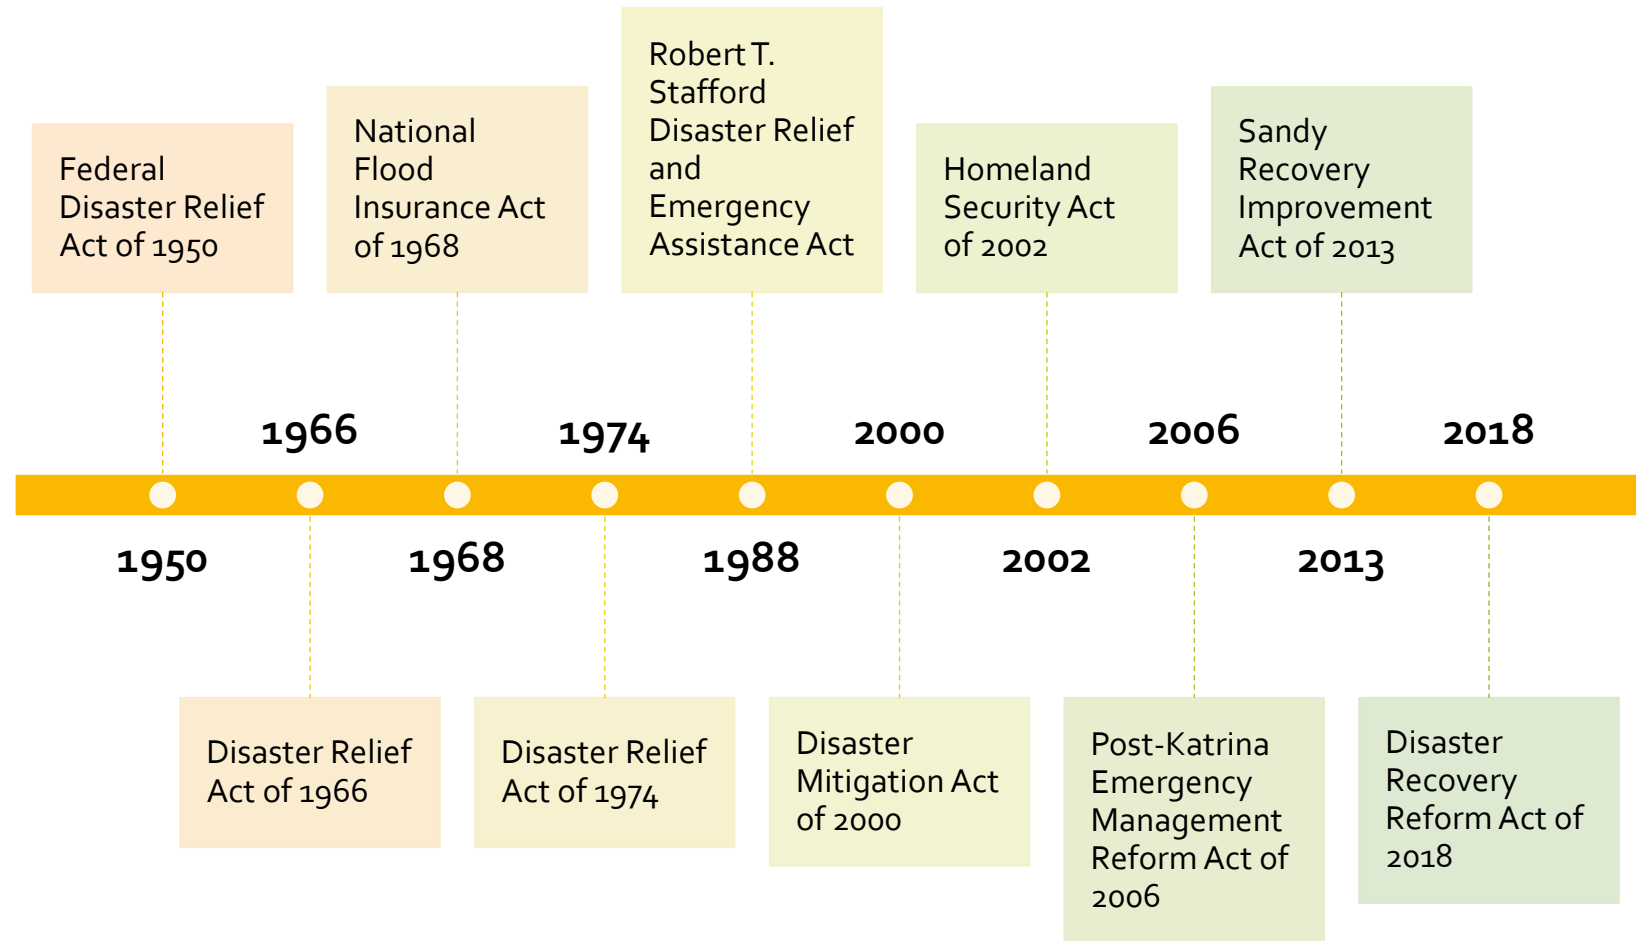 Federal
Disaster Relief
Act of 1950
National
Flood
Insurance Act
of 1968
Robert T.
Stafford
Disaster Relief
and
Emergency
Assistance Act
Homeland
Security Act
of 2002
Sandy
Recovery
Improvement
Act of 2013
1966
1974
2000
2006
2018
1950
1968
1988
2002
2013
Disaster Relief
Act of 1966
Disaster Relief
Act of 1974
Disaster
Mitigation Act
of 2000
Post-Katrina
Emergency
Management
Reform Act of
2006
Disaster
Recovery
Reform Act of
2018